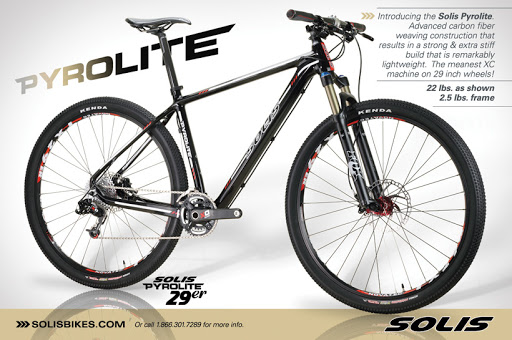 PYROLITE
Introducing the Solis Pyrolite.
Advanced carbon fiber
weaving construction that
results in a strong & extra stiff
build that is remarkably
lightweight. The meanest XC
machine on 29 inch wheels!
22 lbs. as shown
2.5 lbs. frame
KENDA
KENDA
SOLIS
PYROLITE
SOLIS
PYROLITE
29er
>>> SOLISBIKES.COM
Or call 1.866.301.7289 for more info.
SOLIS